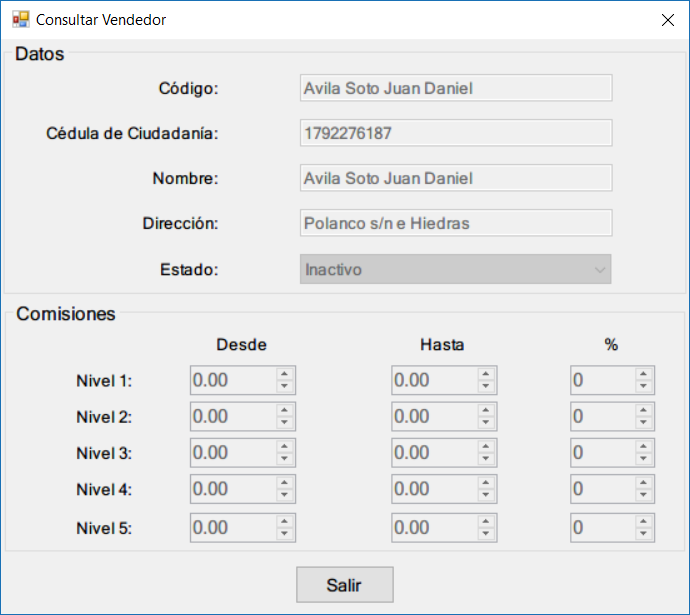 Consultar Vendedor
Datos
Código: Avila Soto Juan Daniel
Cédula de Ciudadanía: 1792276187
Nombre: Avila Soto Juan Daniel
Dirección: Polanco s/n e Hiedras
Estado: Inactivo
Comisiones
Desde Hasta %
Nivel 1: 0.00 0.00 0
Nivel 2: 0.00 0.00 0
Nivel 3: 0.00 0.00 0
Nivel 4: 0.00 0.00 0
Nivel 5: 0.00 0.00 0
Salir